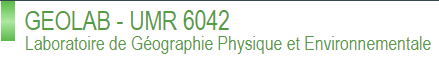 GEOLAB - UMR 6042
Laboratoire de Géographie Physique et Environnementale